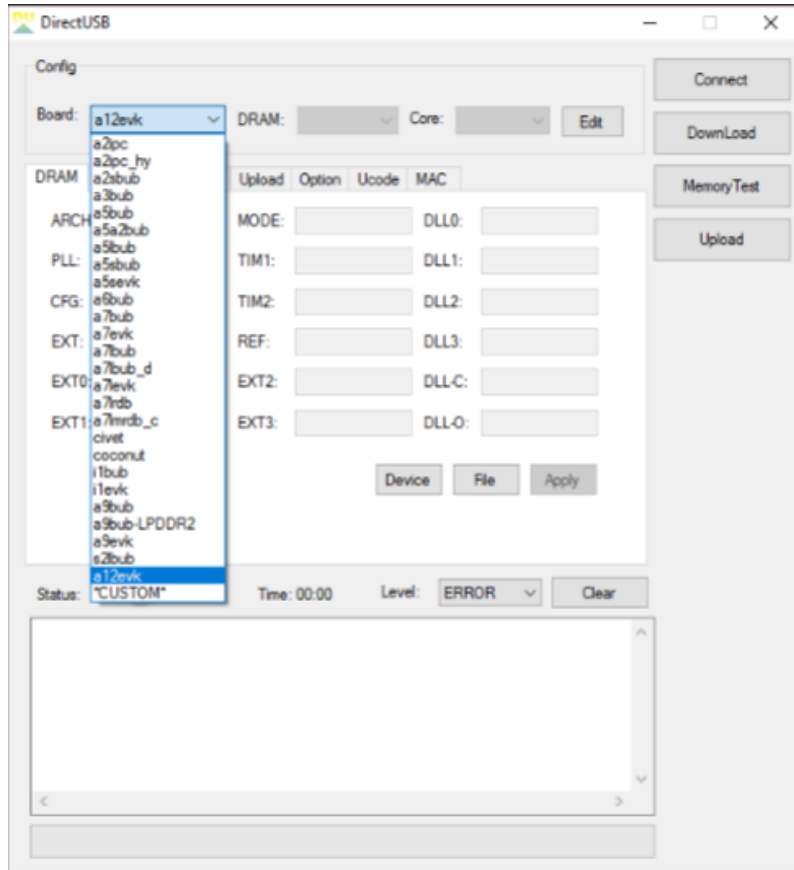 DirectUSB
Config
Connect
Board: a12evk DRAM: Core: Edit
DownLoad
a2pc
a2pc_hy
a2sbub
a3bub
a5bub
a5a2bub
a5lbub
a5sbub
a5sevk
a6bub
a7bub
a7evk
a7lbub
a7lbub_d
a7levk
a7lrdb
a7lmrdb_c
civet
coconut
i1bub
i1evk
a9bub
a9bub-LPDDR2
a9evk
s2lbub
a12evk
"CUSTOM"
DRAM Upload Option Ucode MAC
MemoryTest
Upload
ARCH MODE: DLL0:
PLL: TIM1: DLL1:
CFG: TIM2: DLL2:
EXT: REF: DLL3:
EXT0: EXT2: DLL-C:
EXT1: EXT3: DLL-O:
Device File Apply
Status: Time: 00:00 Level: ERROR Clear